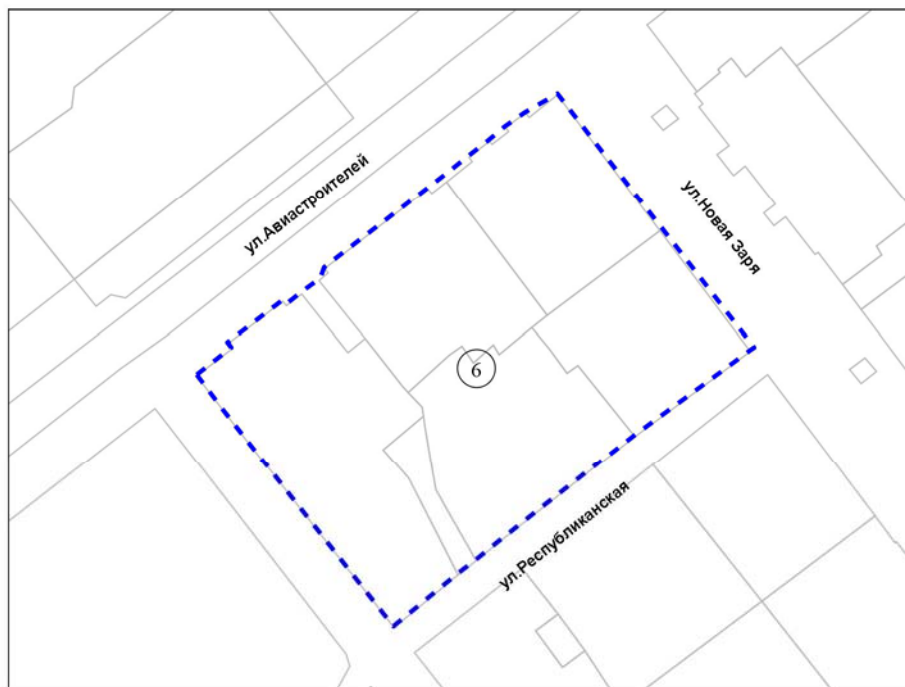 ул.Авиастроителей
ул.Новая Заря
6
ул.Республиканская